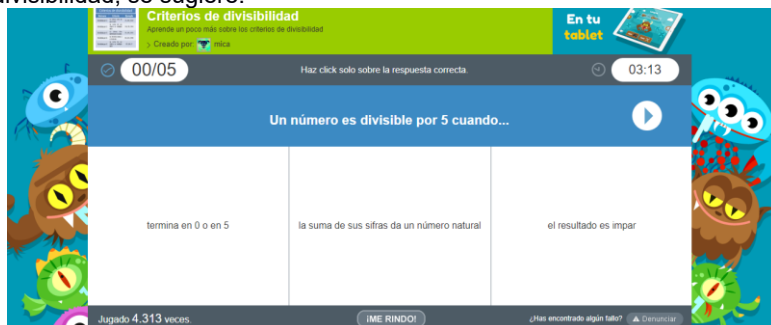 divisibilidad, se sugiere:
Criterios de divisibilidad
Aprende un poco más sobre los criterios de divisibilidad
> Creado por: mica
En tu
tablet
00/05
Haz click solo sobre la respuesta correcta.
03:13
Un número es divisible por 5 cuando...
termina en 0 o en 5
la suma de sus sifras da un número natural
el resultado es impar
Jugado 4.313 veces.
¡ME RINDO!
¿Has encontrado algún fallo?
Denunciar